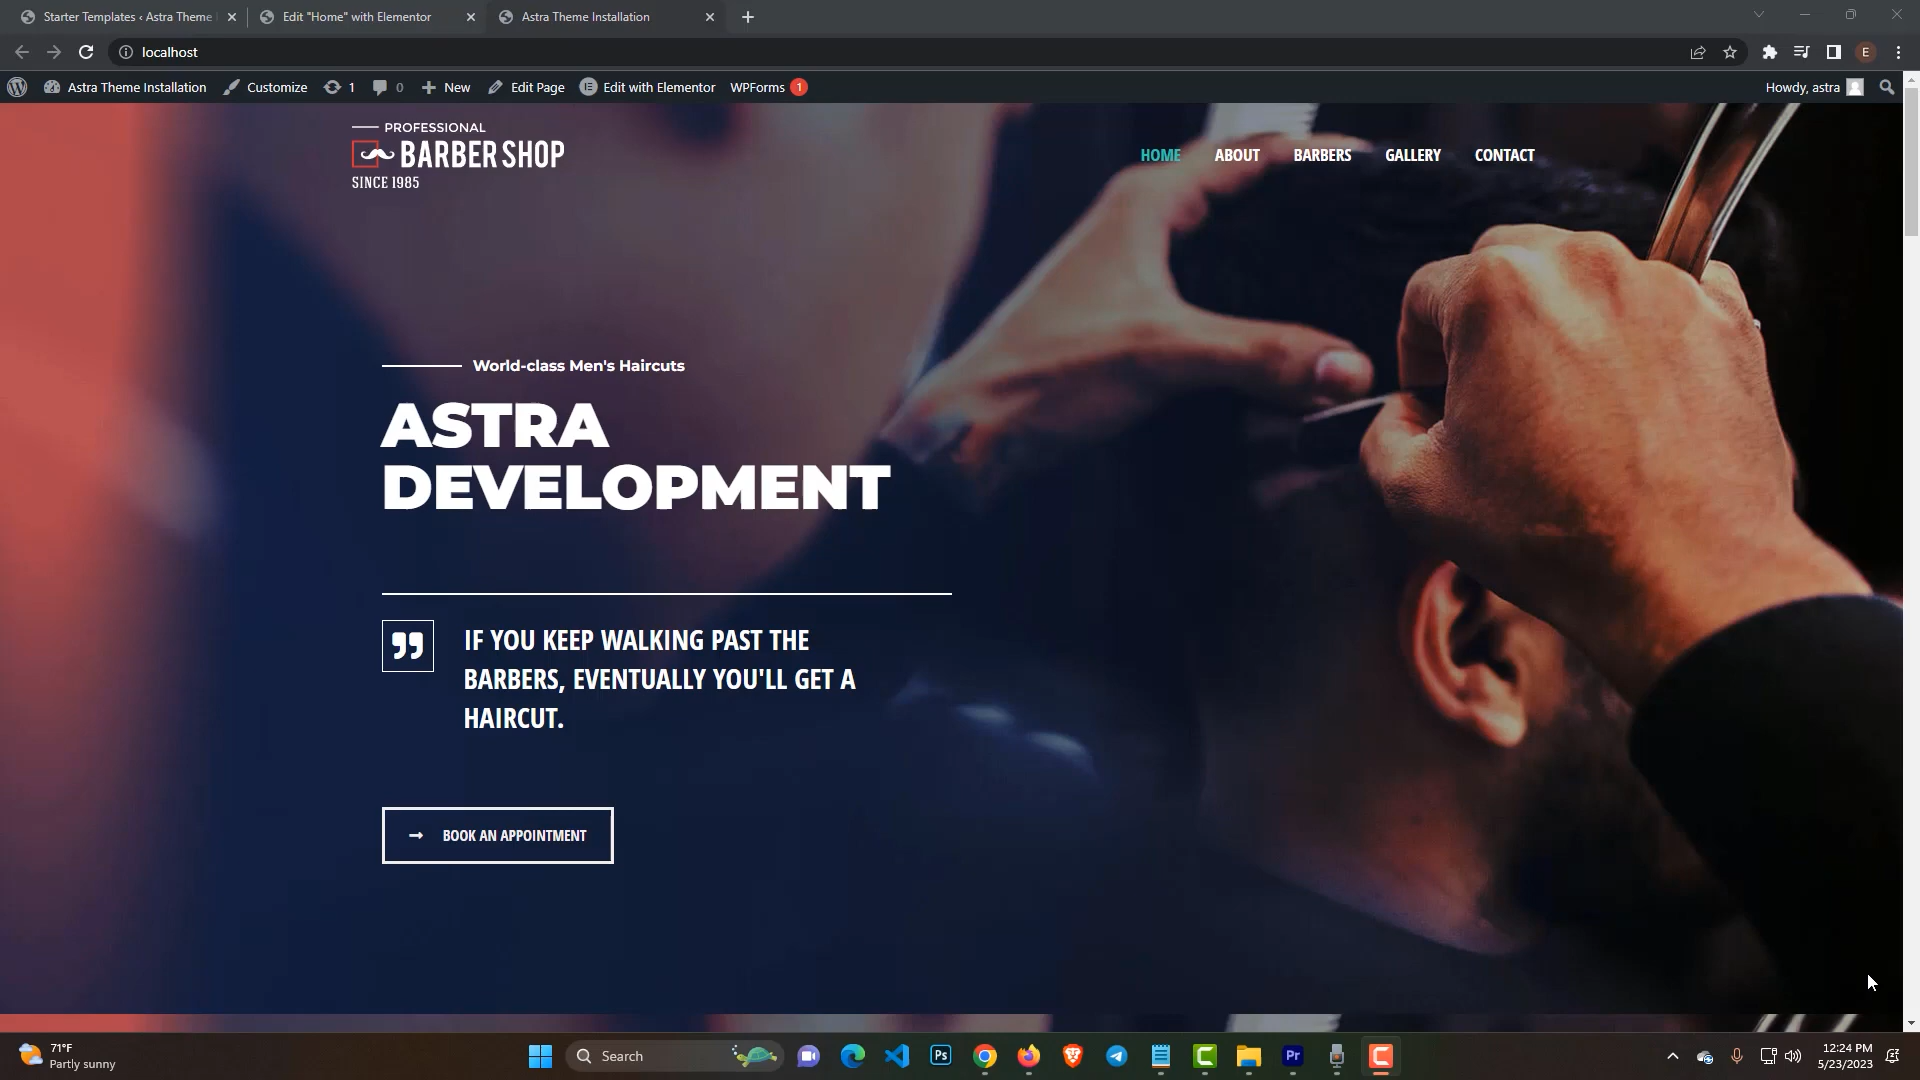 Starter Templates ‹ Astra Theme
Edit "Home" with Elementor
Astra Theme Installation
localhost
E
Astra Theme Installation
Customize
1
0
New
Edit Page
Edit with Elementor
WPForms 1
Howdy, astra
PROFESSIONAL
BARBER SHOP
SINCE 1985
HOME
ABOUT
BARBERS
GALLERY
CONTACT
World-class Men's Haircuts
ASTRA
DEVELOPMENT
IF YOU KEEP WALKING PAST THE
BARBERS, EVENTUALLY YOU'LL GET A
HAIRCUT.
BOOK AN APPOINTMENT
71°F
Partly sunny
Search
Ps
Pr
12:24 PM
5/23/2023